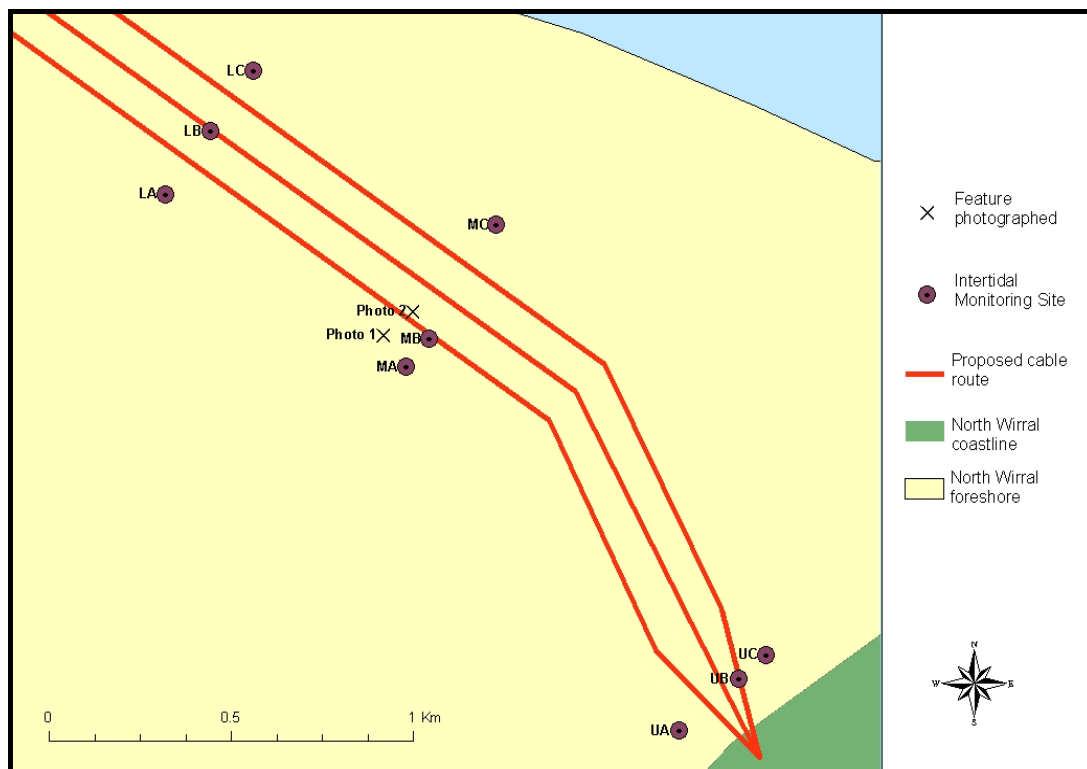 LC
LB
LA
MC
Photo 2
Photo 1
MB
MA
UC
UB
UA
0
0.5
1 Km
Feature
photographed
Intertidal
Monitoring Site
Proposed cable
route
North Wirral
coastline
North Wirral
foreshore
N
W
E
S